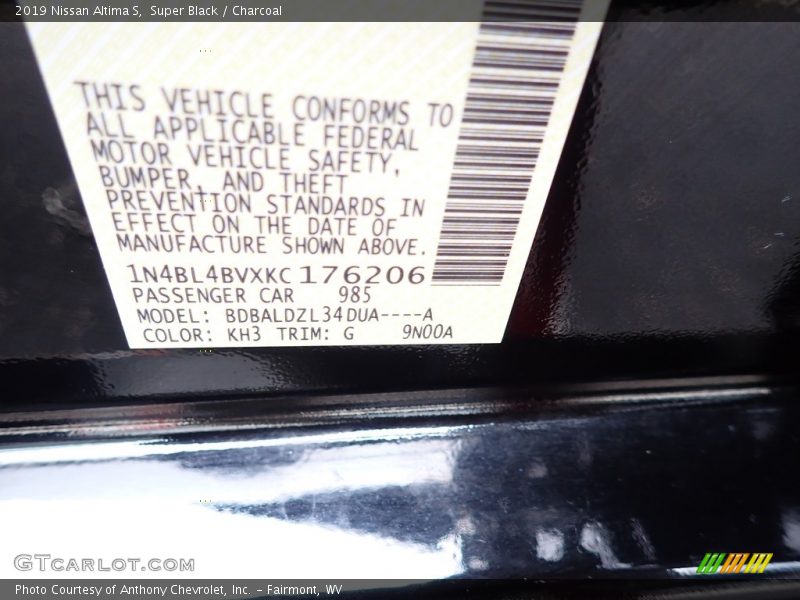 2019 Nissan Altima S, Super Black / Charcoal
THIS VEHICLE CONFORMS TO
ALL APPLICABLE FEDERAL
MOTOR VEHICLE SAFETY,
BUMPER, AND THEFT
PREVENTION STANDARDS IN
EFFECT ON THE DATE OF
MANUFACTURE SHOWN ABOVE.
1N4BL4BVXKC176206
PASSENGER CAR 985
MODEL: BDBALDZL34DUA----A
COLOR: KH3 TRIM: G 9N00A
GTCARLOT.COM
Photo Courtesy of Anthony Chevrolet, Inc. – Fairmont, WV